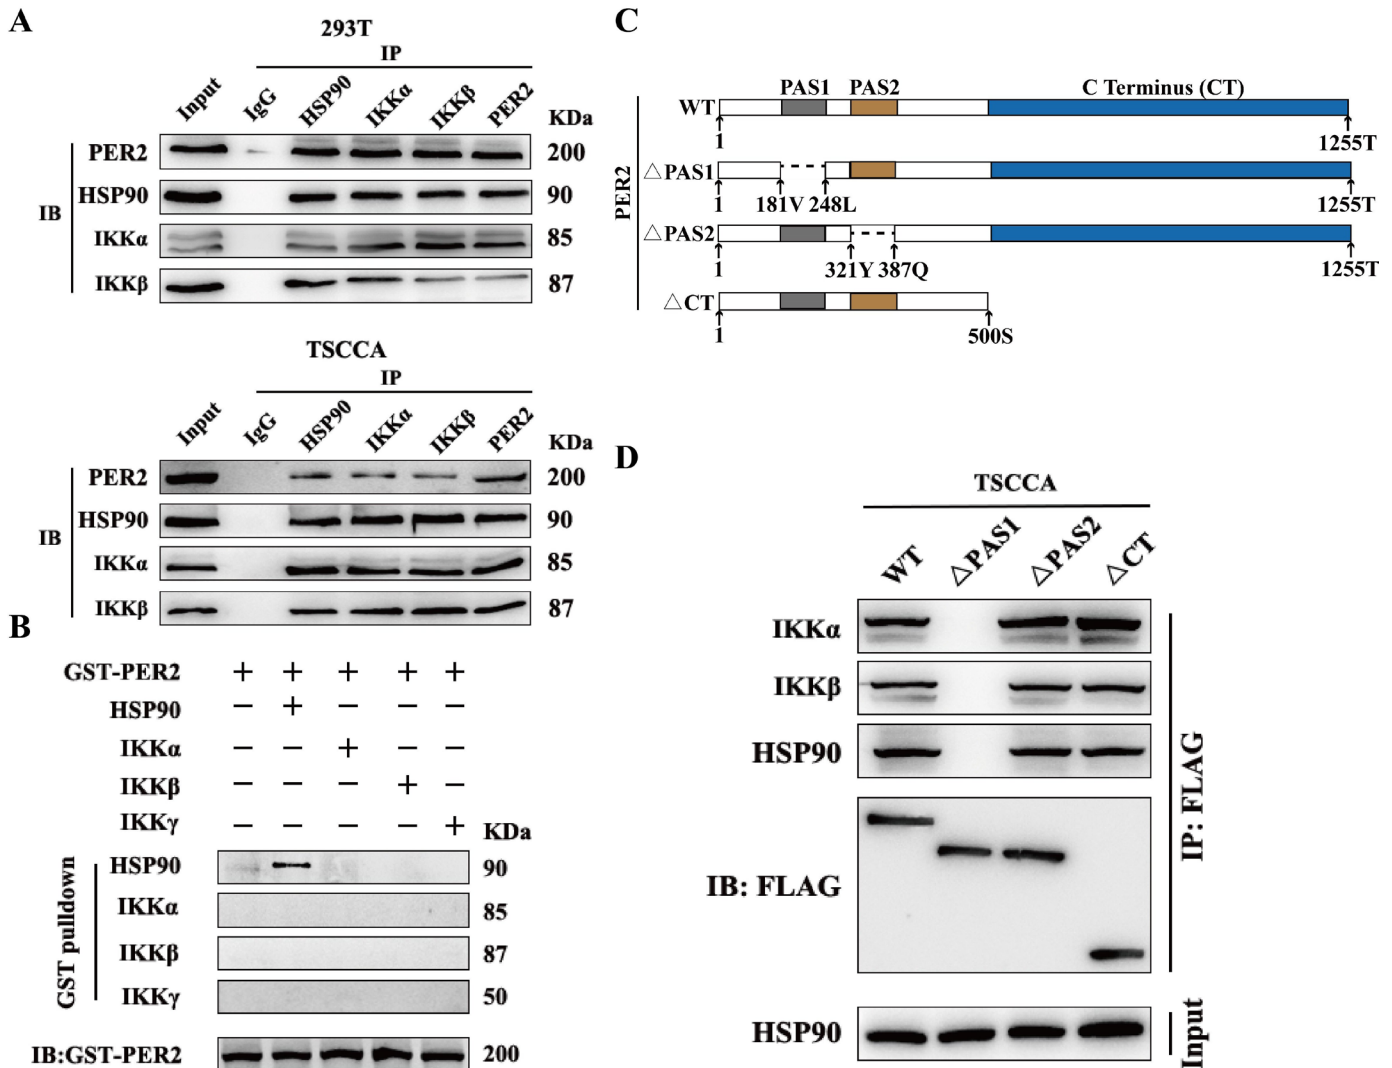 A
293T
IP
Input IgG HSP90 IKKα IKKβ PER2
KDa
IB
PER2 200
HSP90 90
IKKα 85
IKKβ 87
TSCCA
IP
Input IgG HSP90 IKKα IKKβ PER2
KDa
IB
PER2 200
HSP90 90
IKKα 85
IKKβ 87
B
GST-PER2 + + + + +
HSP90 − + − − −
IKKα − − + − −
IKKβ − − − + −
IKKγ − − − − +
KDa
GST pulldown
HSP90 90
IKKα 85
IKKβ 87
IKKγ 50
IB:GST-PER2 200
C
PAS1 PAS2 C Terminus (CT)
PER2
WT
1 1255T
△PAS1
1 181V 248L 1255T
△PAS2
1 321Y 387Q 1255T
△CT
1 500S
D
TSCCA
WT △PAS1 △PAS2 △CT
IKKα
IKKβ
HSP90
IB: FLAG
IP: FLAG
HSP90
Input